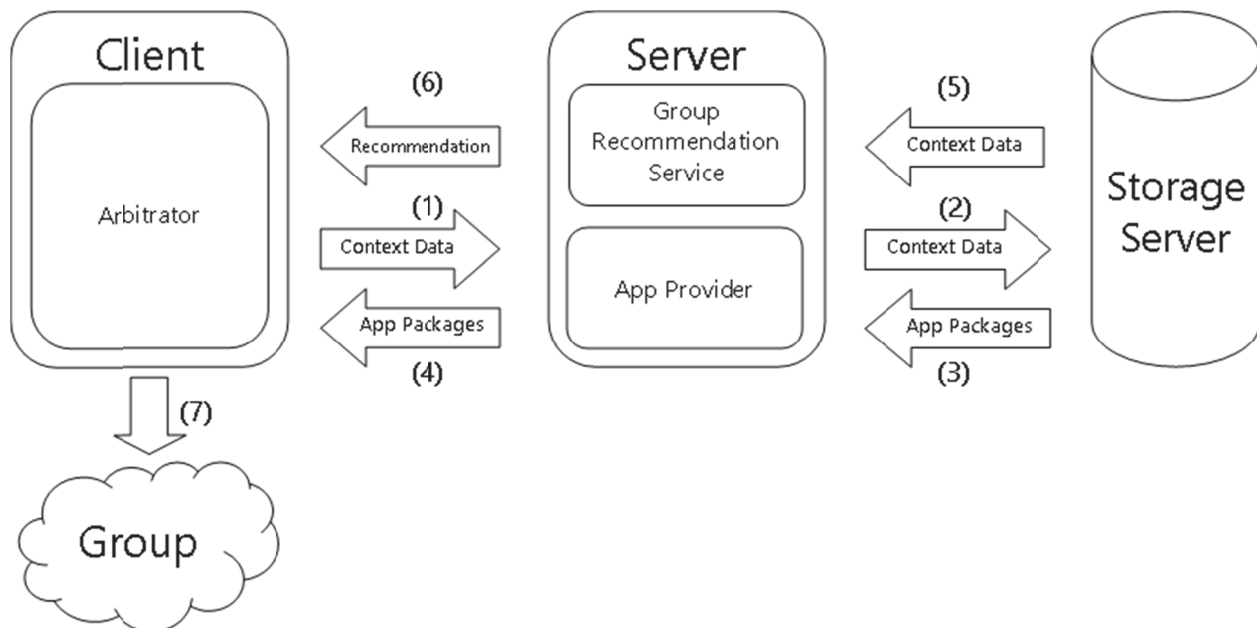 Client
Arbitrator
(6)
Recommendation
(1)
Context Data
App Packages
(4)
(7)
Group
Server
Group
Recommendation
Service
App Provider
(5)
Context Data
(2)
Context Data
App Packages
(3)
Storage
Server